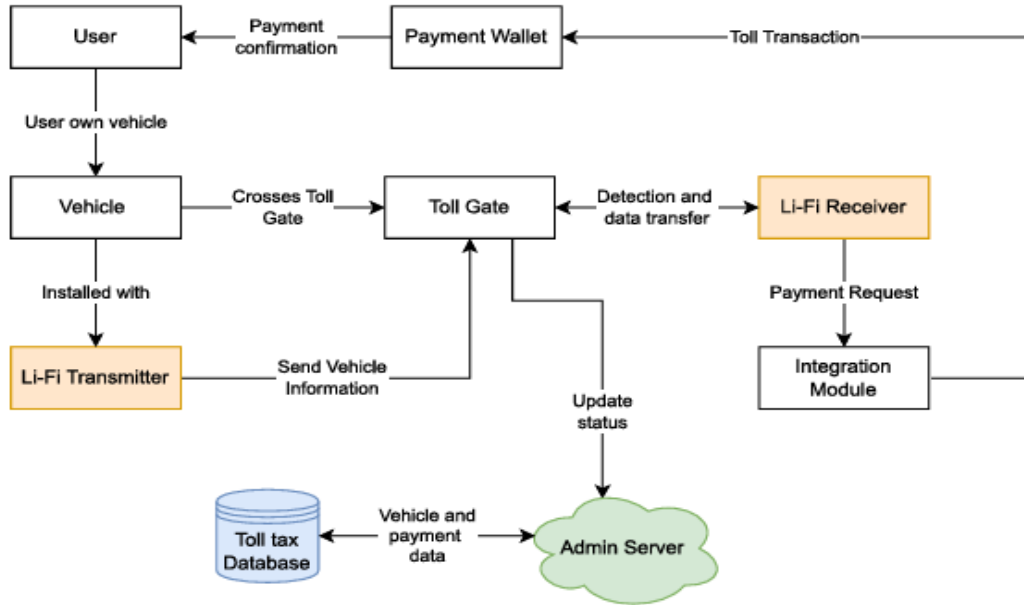 User
Payment
confirmation
Payment Wallet
Toll Transaction
User own vehicle
Vehicle
Crosses Toll
Gate
Toll Gate
Detection and
data transfer
Li-Fi Receiver
Installed with
Payment Request
Li-Fi Transmitter
Send Vehicle
Information
Integration
Module
Update
status
Toll tax
Database
Vehicle and
payment
data
Admin Server